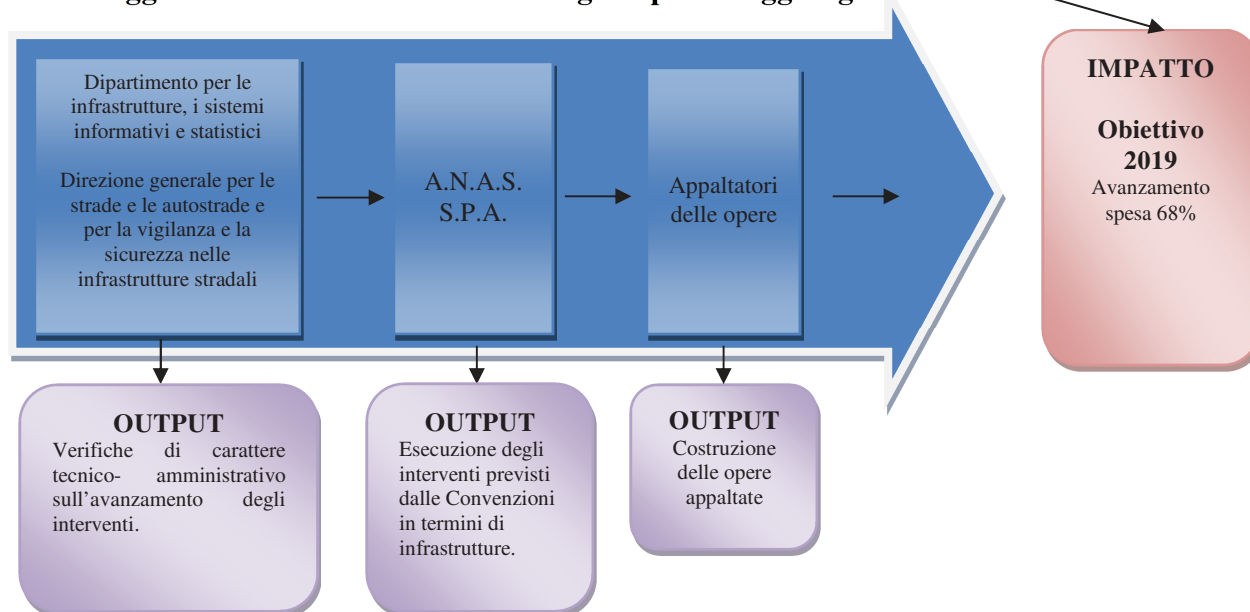 IMPATTO
Obiettivo
2019
Avanzamento
spesa 68%
Dipartimento per le
infrastrutture, i sistemi
informativi e statistici
Direzione generale per le
strade e le autostrade e
per la vigilanza e la
sicurezza nelle
infrastrutture stradali
A.N.A.S.
S.P.A.
Appaltatori
delle opere
OUTPUT
Verifiche di carattere
tecnico- amministrativo
sull’avanzamento degli
interventi.
OUTPUT
Esecuzione degli
interventi previsti
dalle Convenzioni
in termini di
infrastrutture.
OUTPUT
Costruzione
delle opere
appaltate